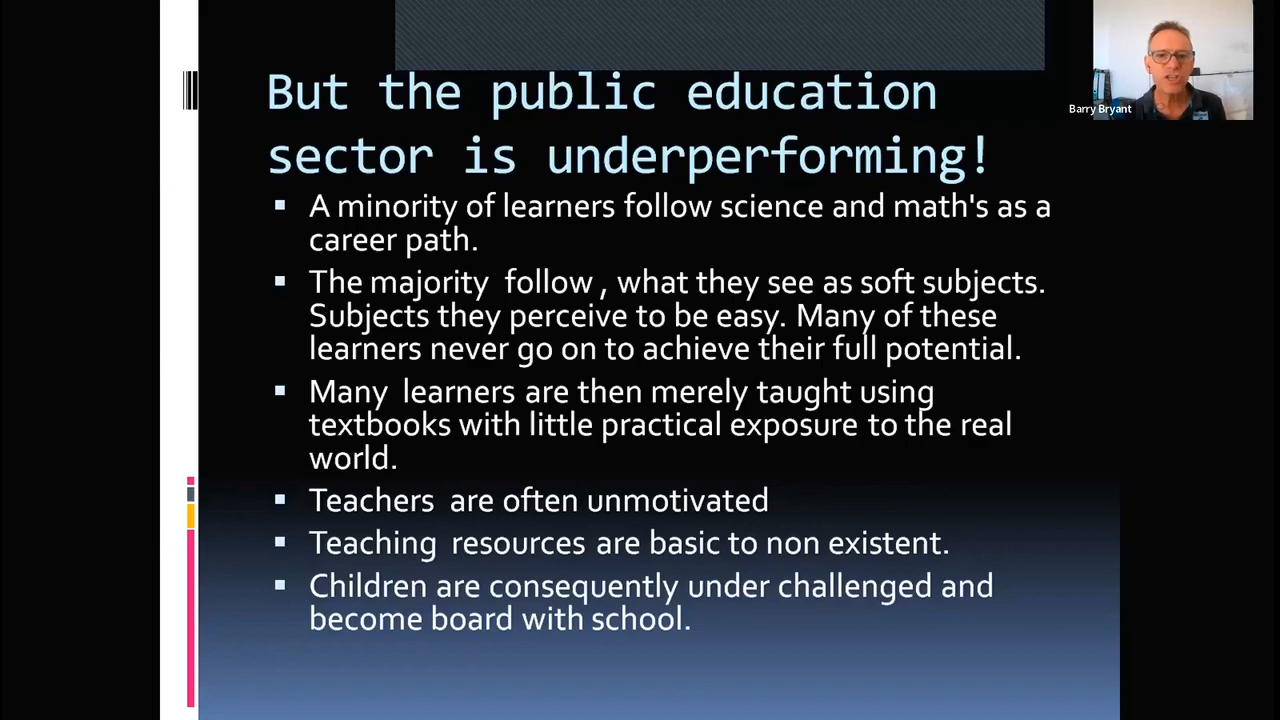 But the public education
sector is underperforming!
Barry Bryant
▪ A minority of learners follow science and math's as a
career path.
▪ The majority follow , what they see as soft subjects.
Subjects they perceive to be easy. Many of these
learners never go on to achieve their full potential.
▪ Many learners are then merely taught using
textbooks with little practical exposure to the real
world.
▪ Teachers are often unmotivated
▪ Teaching resources are basic to non existent.
▪ Children are consequently under challenged and
become board with school.